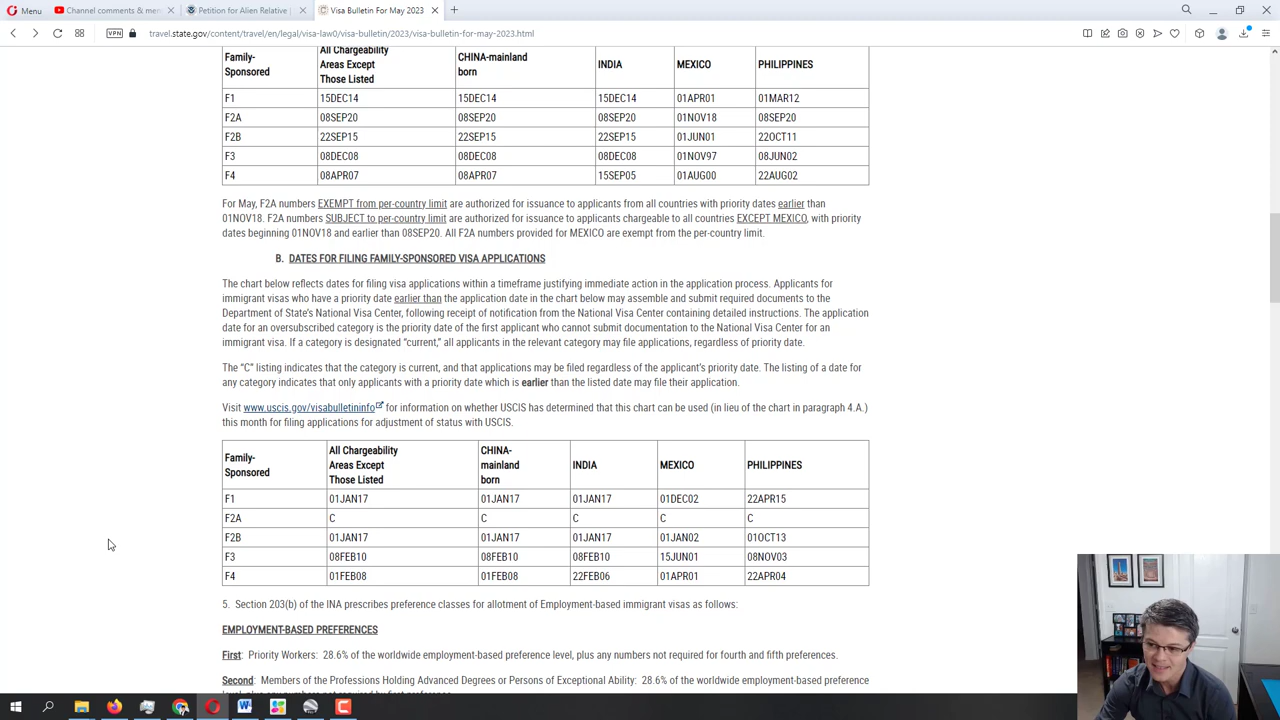 Menu
Channel comments & men
Petition for Alien Relative |
Visa Bulletin For May 2023
VPN
travel.state.gov/content/travel/en/legal/visa-law0/visa-bulletin/2023/visa-bulletin-for-may-2023.html
Family-Sponsored All Chargeability Areas Except Those Listed CHINA-mainland born INDIA MEXICO PHILIPPINES
F1 15DEC14 15DEC14 15DEC14 01APR01 01MAR12
F2A 08SEP20 08SEP20 08SEP20 01NOV18 08SEP20
F2B 22SEP15 22SEP15 22SEP15 01JUN01 22OCT11
F3 08DEC08 08DEC08 08DEC08 01NOV97 08JUN02
F4 08APR07 08APR07 15SEP05 01AUG00 22AUG02
For May, F2A numbers EXEMPT from per-country limit are authorized for issuance to applicants from all countries with priority dates earlier than
01NOV18. F2A numbers SUBJECT to per-country limit are authorized for issuance to applicants chargeable to all countries EXCEPT MEXICO, with priority
dates beginning 01NOV18 and earlier than 08SEP20. All F2A numbers provided for MEXICO are exempt from the per-country limit.
B. DATES FOR FILING FAMILY-SPONSORED VISA APPLICATIONS
The chart below reflects dates for filing visa applications within a timeframe justifying immediate action in the application process. Applicants for
immigrant visas who have a priority date earlier than the application date in the chart below may assemble and submit required documents to the
Department of State's National Visa Center, following receipt of notification from the National Visa Center containing detailed instructions. The application
date for an oversubscribed category is the priority date of the first applicant who cannot submit documentation to the National Visa Center for an
immigrant visa. If a category is designated “current,” all applicants in the relevant category may file applications, regardless of priority date.
The “C” listing indicates that the category is current, and that applications may be filed regardless of the applicant's priority date. The listing of a date for
any category indicates that only applicants with a priority date which is earlier than the listed date may file their application.
Visit www.uscis.gov/visabulletininfo for information on whether USCIS has determined that this chart can be used (in lieu of the chart in paragraph 4.A.)
this month for filing applications for adjustment of status with USCIS.
Family-Sponsored All Chargeability Areas Except Those Listed CHINA-mainland born INDIA MEXICO PHILIPPINES
F1 01JAN17 01JAN17 01JAN17 01DEC02 22APR15
F2A C C C C C
F2B 01JAN17 01JAN17 01JAN17 01JAN02 01OCT13
F3 08FEB10 08FEB10 08FEB10 15JUN01 08NOV03
F4 01FEB08 01FEB08 22FEB06 01APR01 22APR04
5. Section 203(b) of the INA prescribes preference classes for allotment of Employment-based immigrant visas as follows:
EMPLOYMENT-BASED PREFERENCES
First: Priority Workers: 28.6% of the worldwide employment-based preference level, plus any numbers not required for fourth and fifth preferences.
Second: Members of the Professions Holding Advanced Degrees or Persons of Exceptional Ability: 28.6% of the worldwide employment-based preference
level, plus any numbers not required by first preference.